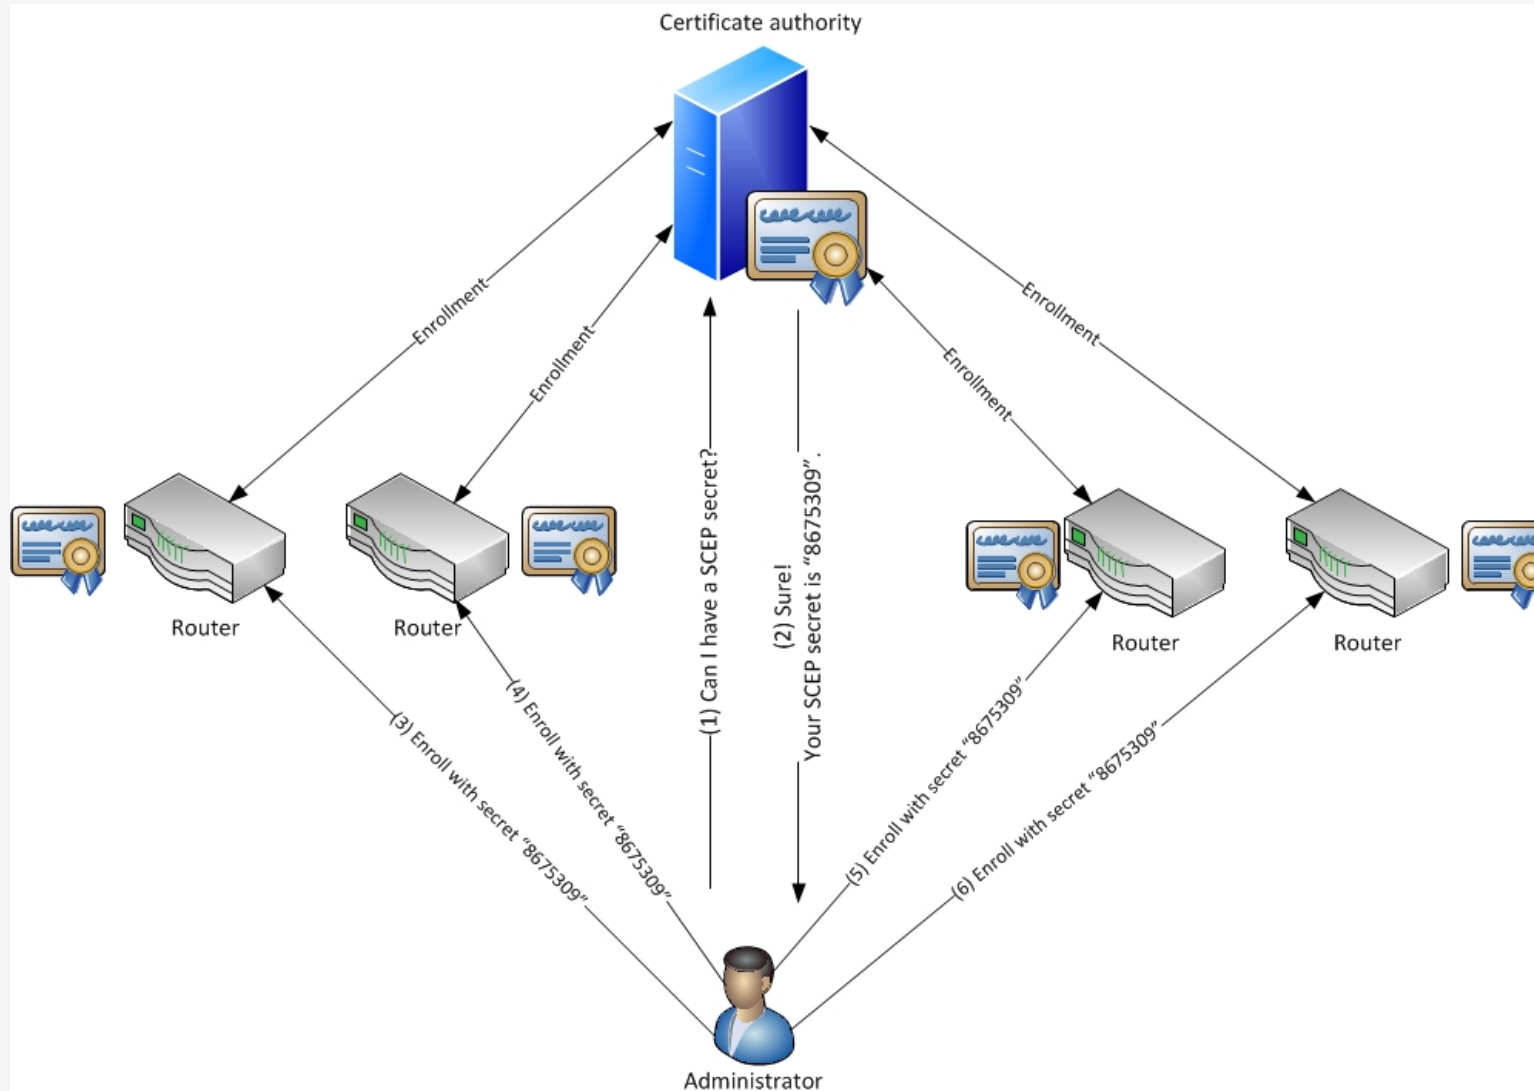 Certificate authority
Enrollment
Enrollment
Enrollment
Enrollment
Router
Router
Router
Router
(1) Can I have a SCEP secret?
(2) Sure!
Your SCEP secret is “8675309”.
(3) Enroll with secret “8675309”
(4) Enroll with secret “8675309”
(5) Enroll with secret “8675309”
(6) Enroll with secret “8675309”
Administrator